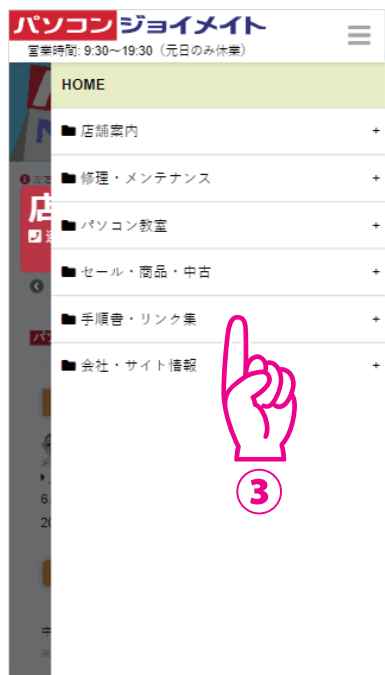 パソコン ジョイメイト
営業時間: 9:30～19:30（元日のみ休業）
HOME
店舗案内 +
修理・メンテナンス +
パソコン教室 +
セール・商品・中古 +
手順書・リンク集 +
会社・サイト情報 +
③